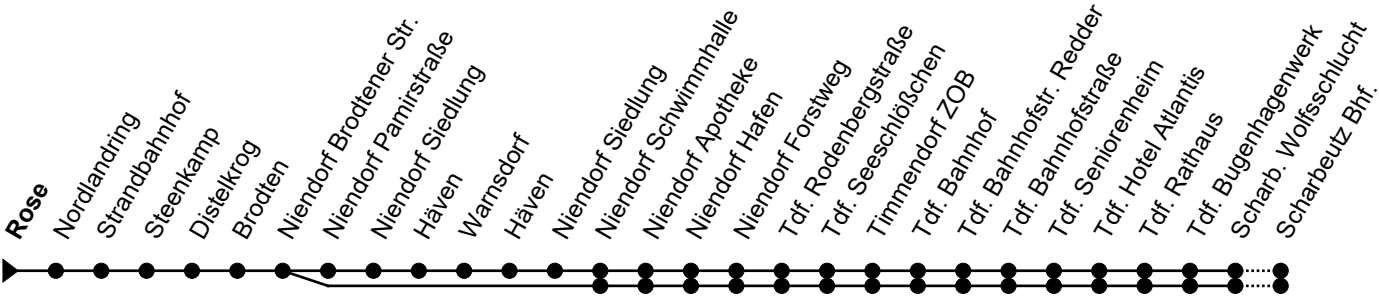 Rose
Nordlandring
Strandbahnhof
Steenkamp
Distelkrog
Brodten
Niendorf Brodtener Str.
Niendorf Pamirstraße
Niendorf Siedlung
Häven
Warnsdorf
Häven
Niendorf Siedlung
Niendorf Schwimmhalle
Niendorf Apotheke
Niendorf Hafen
Niendorf Forstweg
Tdf. Rodenbergstraße
Tdf. Seeschlößchen
Timmendorf ZOB
Tdf. Bahnhof
Tdf. Bahnhofstr. Redder
Tdf. Bahnhofstraße
Tdf. Seniorenheim
Tdf. Hotel Atlantis
Tdf. Rathaus
Tdf. Bugenhagenwerk
Scharb. Wolfsschlucht
Scharbeutz Bhf.